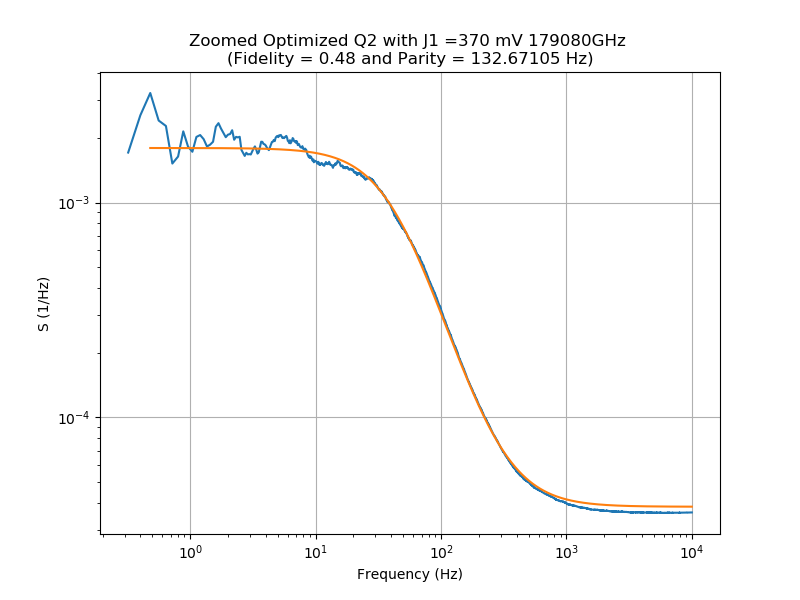 Zoomed Optimized Q2 with J1 =370 mV 179080GHz
(Fidelity = 0.48 and Parity = 132.67105 Hz)
S (1/Hz)
10⁻³
10⁻⁴
10⁰ 10¹ 10² 10³ 10⁴
Frequency (Hz)